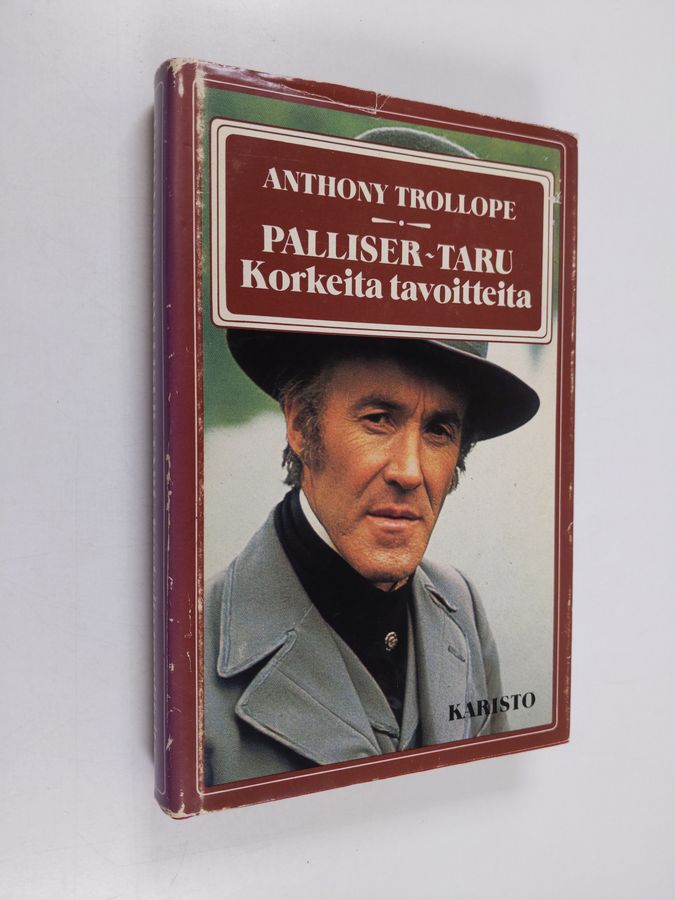 ANTHONY TROLLOPE
PALLISER~TARU
Korkeita tavoitteita
KARISTO